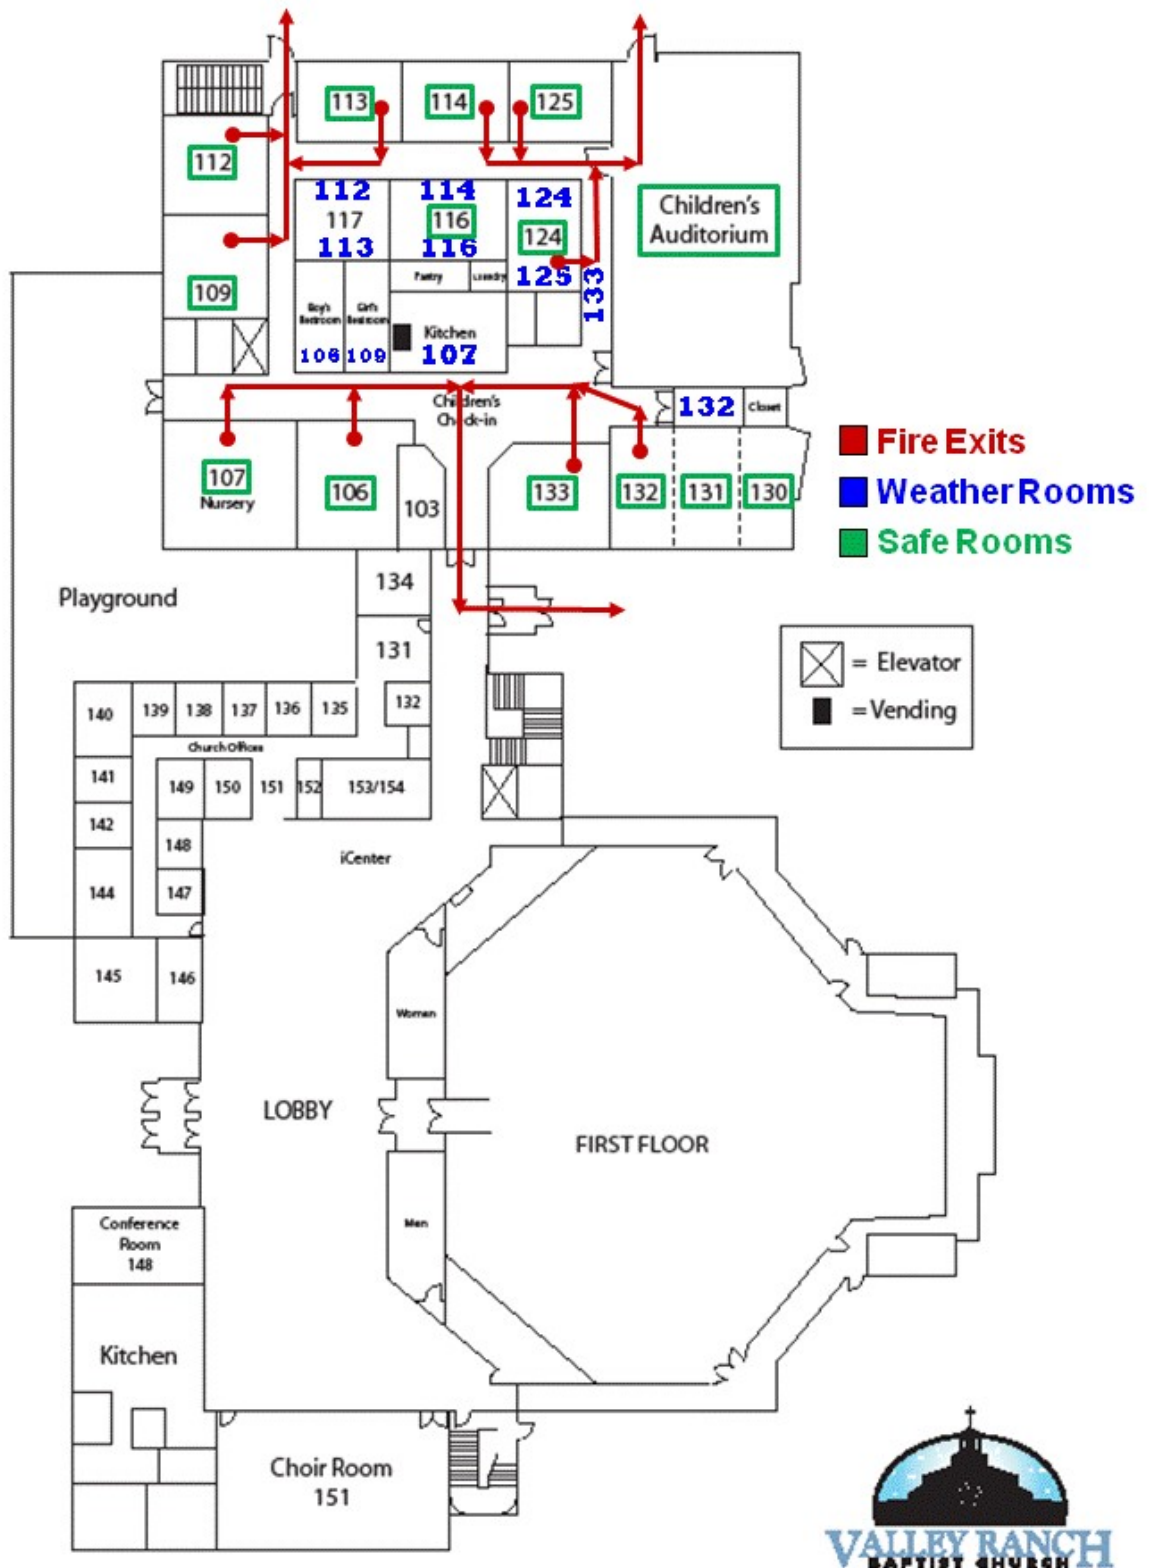 113
114
125
112
112
114
124
117
116
124
113
116
125
Children's
Auditorium
109
133
Pantry
Laundry
Boy's
Restroom
Girl's
Restroom
Kitchen
106
109
107
Children's
Check-in
132
Closet
107
Nursery
106
103
133
132
131
130
Fire Exits
Weather Rooms
Safe Rooms
Playground
134
131
132
= Elevator
= Vending
140
139
138
137
136
135
Church Offices
141
149
150
151
152
153/154
142
148
iCenter
144
147
145
146
Women
LOBBY
FIRST FLOOR
Men
Conference
Room
148
Kitchen
Choir Room
151
VALLEY RANCH
BAPTIST CHURCH